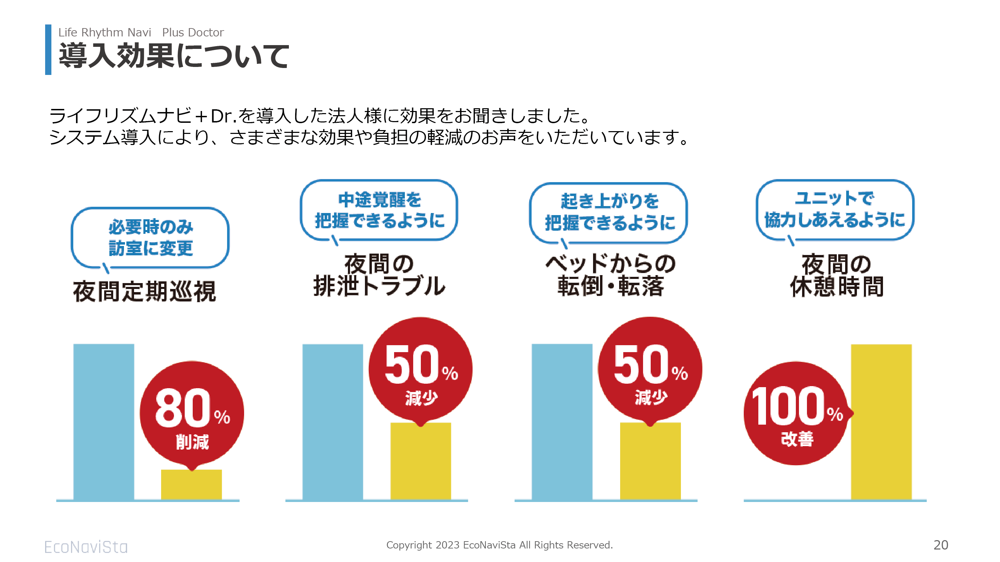 Life Rhythm Navi　Plus Doctor
導入効果について
ライフリズムナビ＋Dr.を導入した法人様に効果をお聞きしました。
システム導入により、さまざまな効果や負担の軽減のお声をいただいています。
必要時のみ
訪室に変更
夜間定期巡視
80%
削減
中途覚醒を
把握できるように
夜間の
排泄トラブル
50%
減少
起き上がりを
把握できるように
ベッドからの
転倒・転落
50%
減少
ユニットで
協力しあえるように
夜間の
休憩時間
100%
改善
EcoNaviSta
Copyright 2023 EcoNaviSta All Rights Reserved.
20